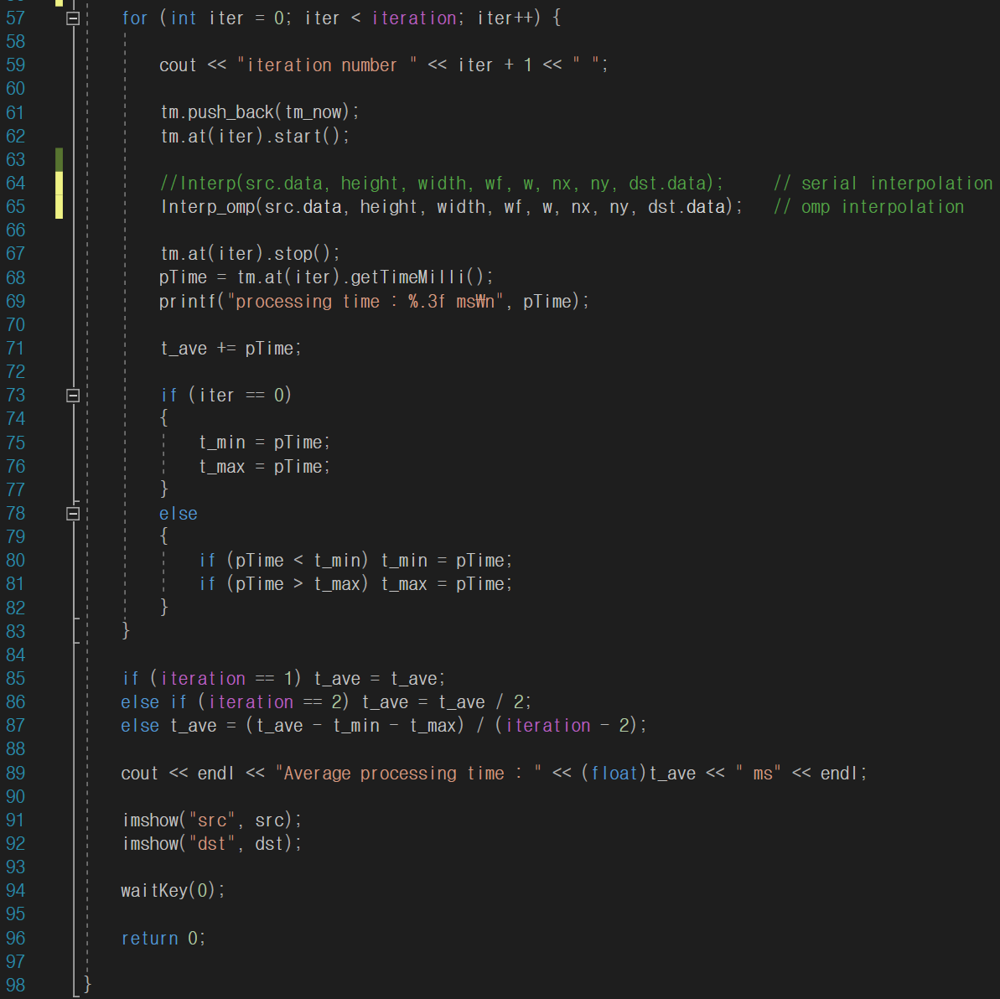 57 for (int iter = 0; iter < iteration; iter++) {
58
59 cout << "iteration number " << iter + 1 << " ";
60
61 tm.push_back(tm_now);
62 tm.at(iter).start();
63
64 //Interp(src.data, height, width, wf, w, nx, ny, dst.data); // serial interpolation
65 Interp_omp(src.data, height, width, wf, w, nx, ny, dst.data); // omp interpolation
66
67 tm.at(iter).stop();
68 pTime = tm.at(iter).getTimeMilli();
69 printf("processing time : %.3f ms₩n", pTime);
70
71 t_ave += pTime;
72
73 if (iter == 0)
74 {
75 t_min = pTime;
76 t_max = pTime;
77 }
78 else
79 {
80 if (pTime < t_min) t_min = pTime;
81 if (pTime > t_max) t_max = pTime;
82 }
83 }
84
85 if (iteration == 1) t_ave = t_ave;
86 else if (iteration == 2) t_ave = t_ave / 2;
87 else t_ave = (t_ave - t_min - t_max) / (iteration - 2);
88
89 cout << endl << "Average processing time : " << (float)t_ave << " ms" << endl;
90
91 imshow("src", src);
92 imshow("dst", dst);
93
94 waitKey(0);
95
96 return 0;
97
98 }